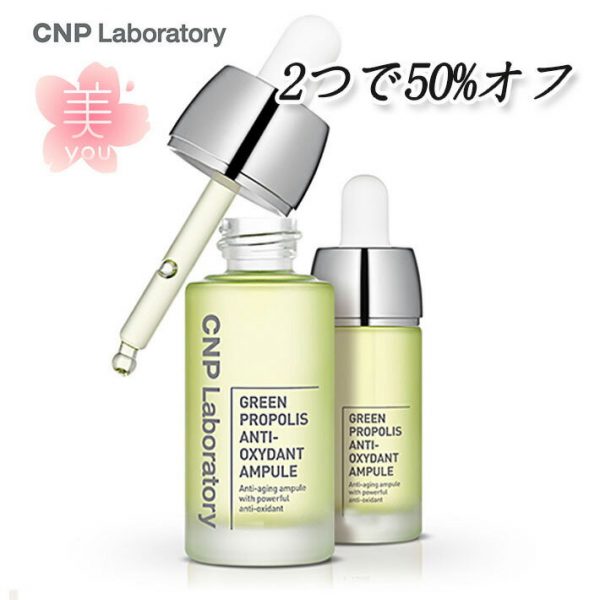 CNP Laboratory
2つで50%オフ
美
you
CNP Laboratory
GREEN
PROPOLIS
ANTI-
OXYDANT
AMPULE
Anti-aging ampule
with powerful
anti-oxidant
GREEN
PROPOLIS
ANTI-
OXYDANT
AMPULE
Anti-aging ampule
with powerful
anti-oxidant